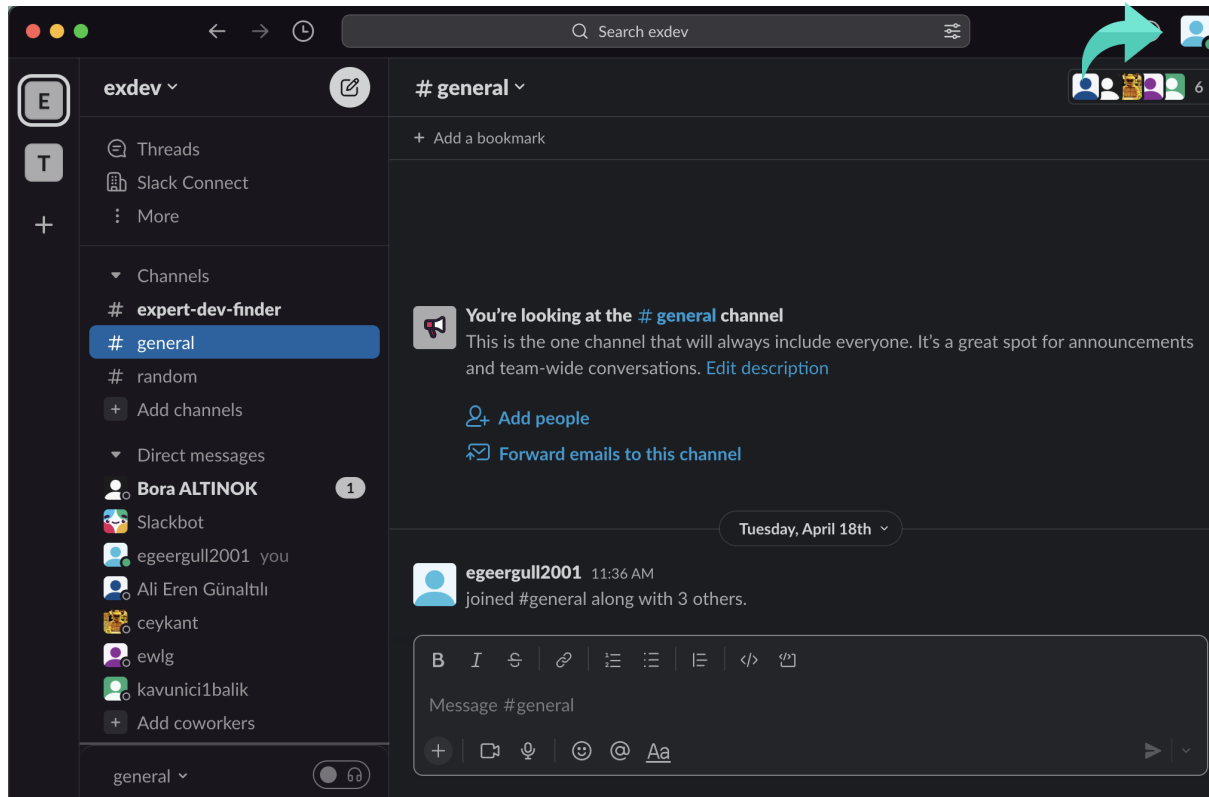 Search exdev
E
T
exdev
Threads
Slack Connect
More
Channels
# expert-dev-finder
# general
# random
+ Add channels
Direct messages
Bora ALTINOK 1
Slackbot
egeergull2001 you
Ali Eren Günaltılı
ceykant
ewlg
kavunici1balik
+ Add coworkers
general
# general
6
+ Add a bookmark
You’re looking at the # general channel
This is the one channel that will always include everyone. It’s a great spot for announcements
and team-wide conversations. Edit description
Add people
Forward emails to this channel
Tuesday, April 18th
egeergull2001 11:36 AM
joined #general along with 3 others.
B I S
Message #general
+ @ Aa